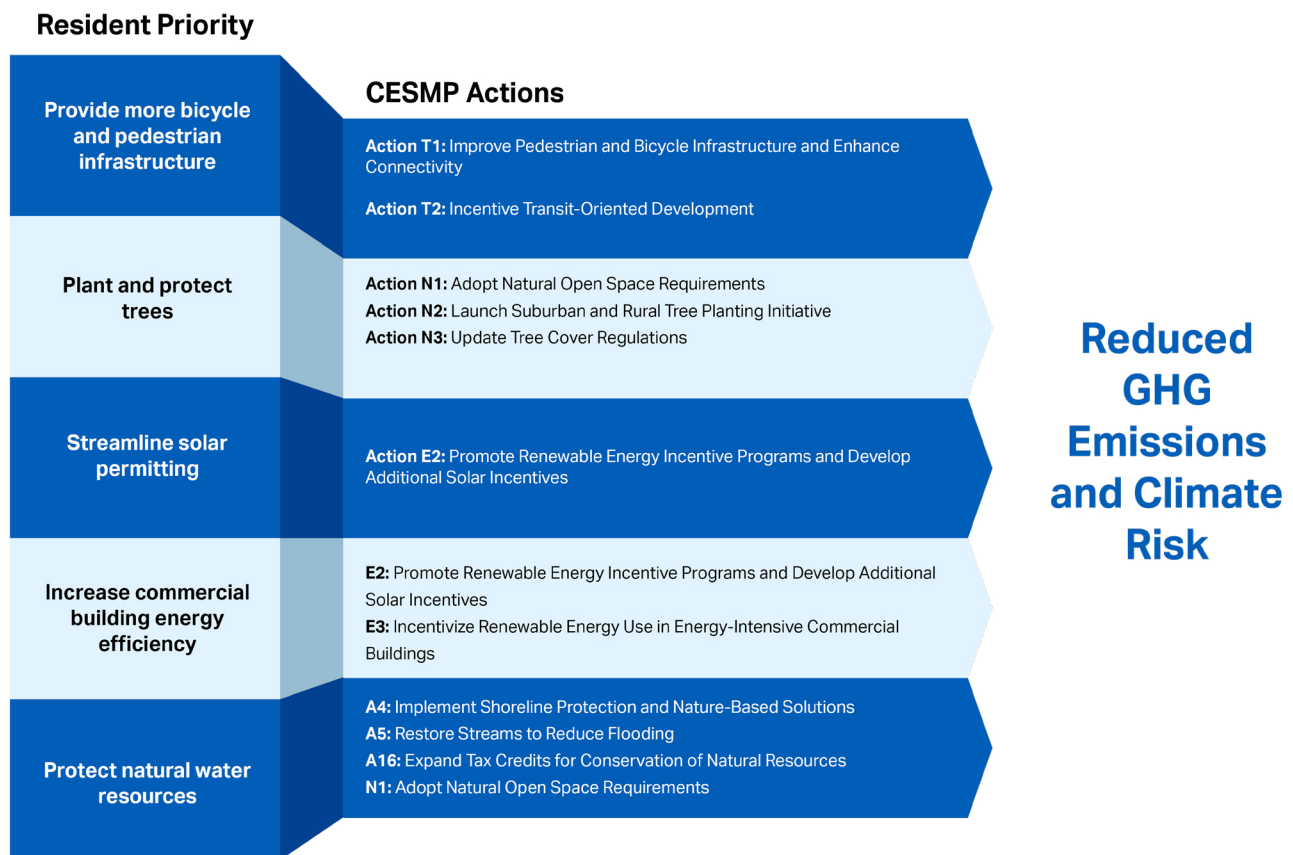 Resident Priority
Provide more bicycle
and pedestrian
infrastructure
Plant and protect
trees
Streamline solar
permitting
Increase commercial
building energy
efficiency
Protect natural water
resources
CESMP Actions
Action T1: Improve Pedestrian and Bicycle Infrastructure and Enhance
Connectivity
Action T2: Incentive Transit-Oriented Development
Action N1: Adopt Natural Open Space Requirements
Action N2: Launch Suburban and Rural Tree Planting Initiative
Action N3: Update Tree Cover Regulations
Action E2: Promote Renewable Energy Incentive Programs and Develop
Additional Solar Incentives
E2: Promote Renewable Energy Incentive Programs and Develop Additional
Solar Incentives
E3: Incentivize Renewable Energy Use in Energy-Intensive Commercial
Buildings
A4: Implement Shoreline Protection and Nature-Based Solutions
A5: Restore Streams to Reduce Flooding
A16: Expand Tax Credits for Conservation of Natural Resources
N1: Adopt Natural Open Space Requirements
Reduced
GHG
Emissions
and Climate
Risk